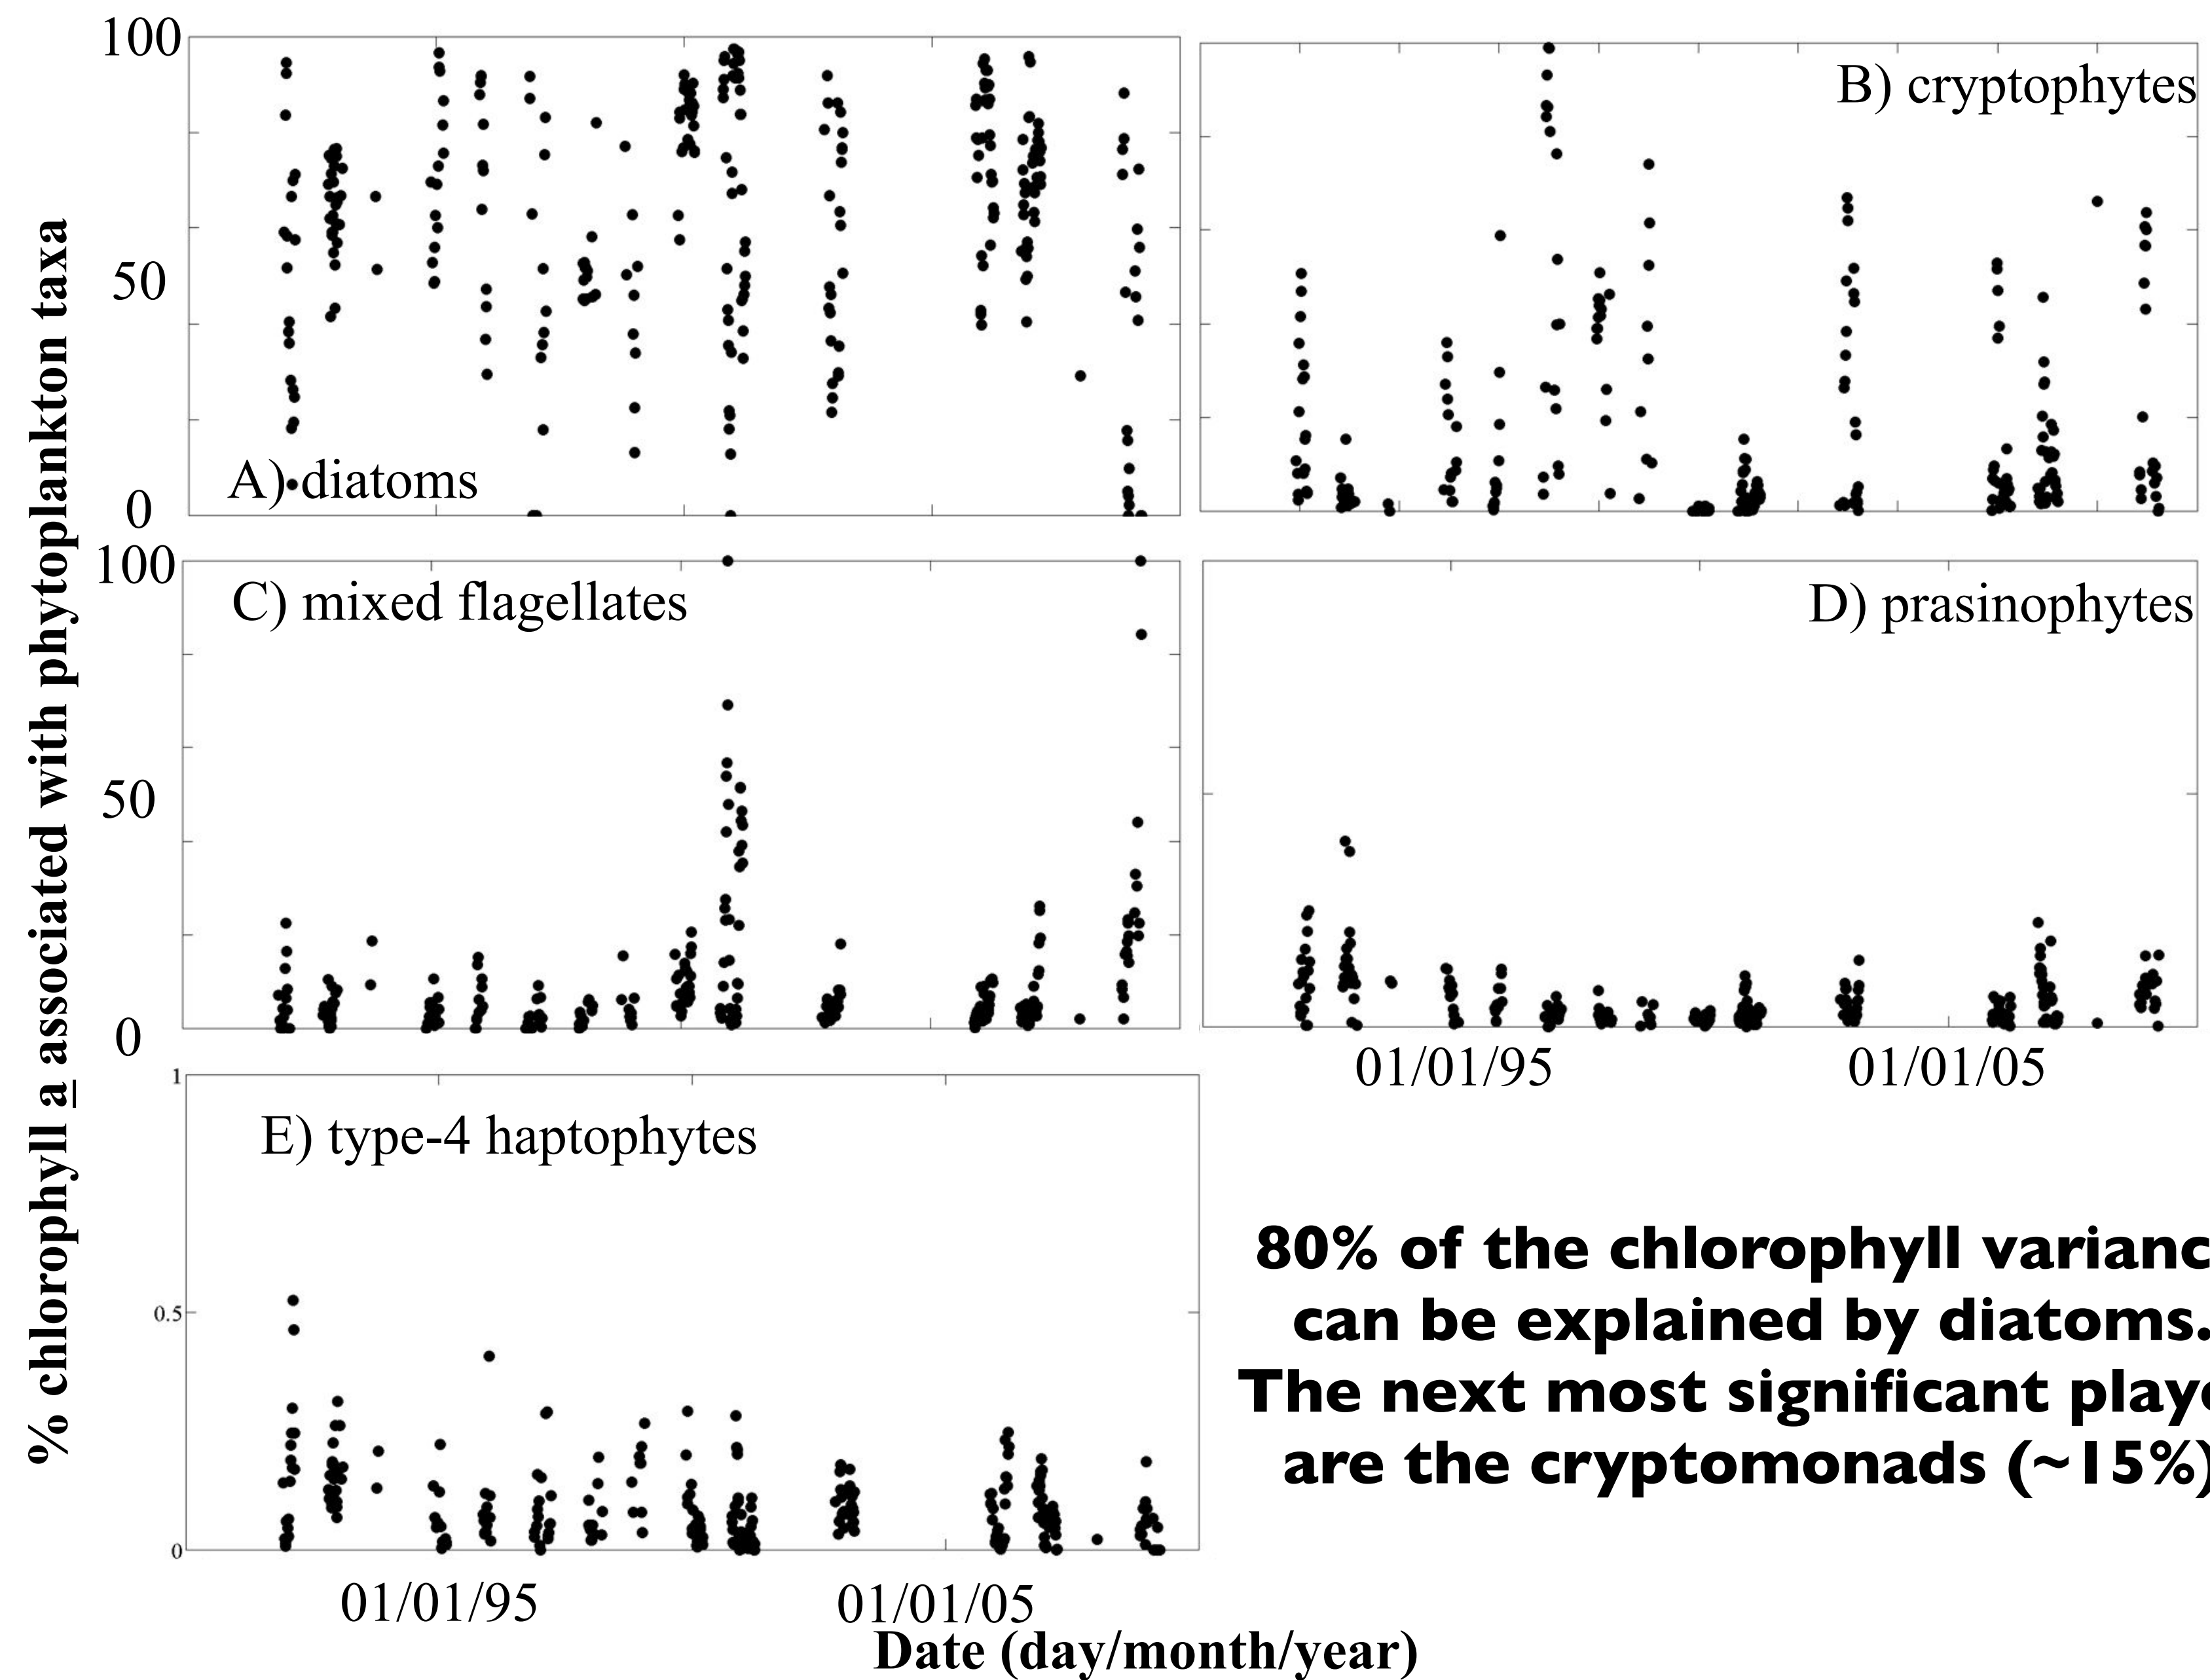 % chlorophyll a associated with phytoplankton taxa
100
50
0
A) diatoms
B) cryptophytes
100
50
0
C) mixed flagellates
D) prasinophytes
01/01/95
01/01/05
1
0.5
0
E) type-4 haptophytes
80% of the chlorophyll varianc
can be explained by diatoms.
The next most significant playe
are the cryptomonads (~15%)
01/01/95
01/01/05
Date (day/month/year)